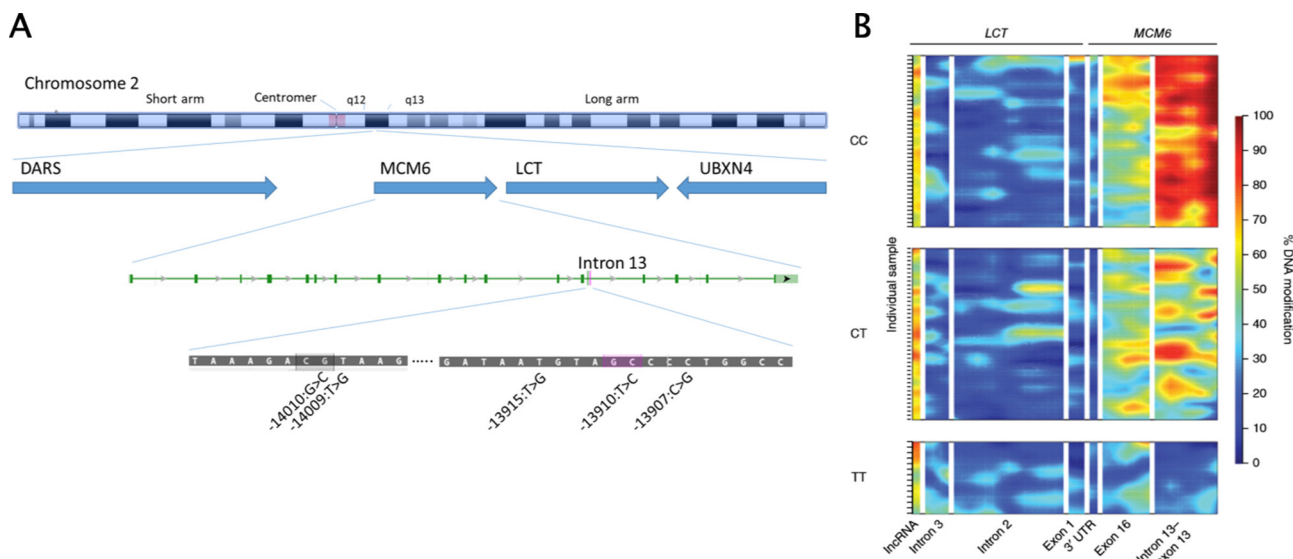 A
Chromosome 2
Short arm
Centromer
q12
q13
Long arm
DARS
MCM6
LCT
UBXN4
Intron 13
T A A A G A C G T A A G ..... G A T A A T G T A G C C C C T G G C C
-14010:G>C
-14009:T>G
-13915:T>G
-13910:T>C
-13907:C>G
B
LCT
MCM6
CC
CT
TT
Individual sample
100
90
80
70
60
50
40
30
20
10
0
% DNA modification
lncRNA
Intron 3
Intron 2
Exon 1
3' UTR
Exon 16
Intron 13–
exon 13